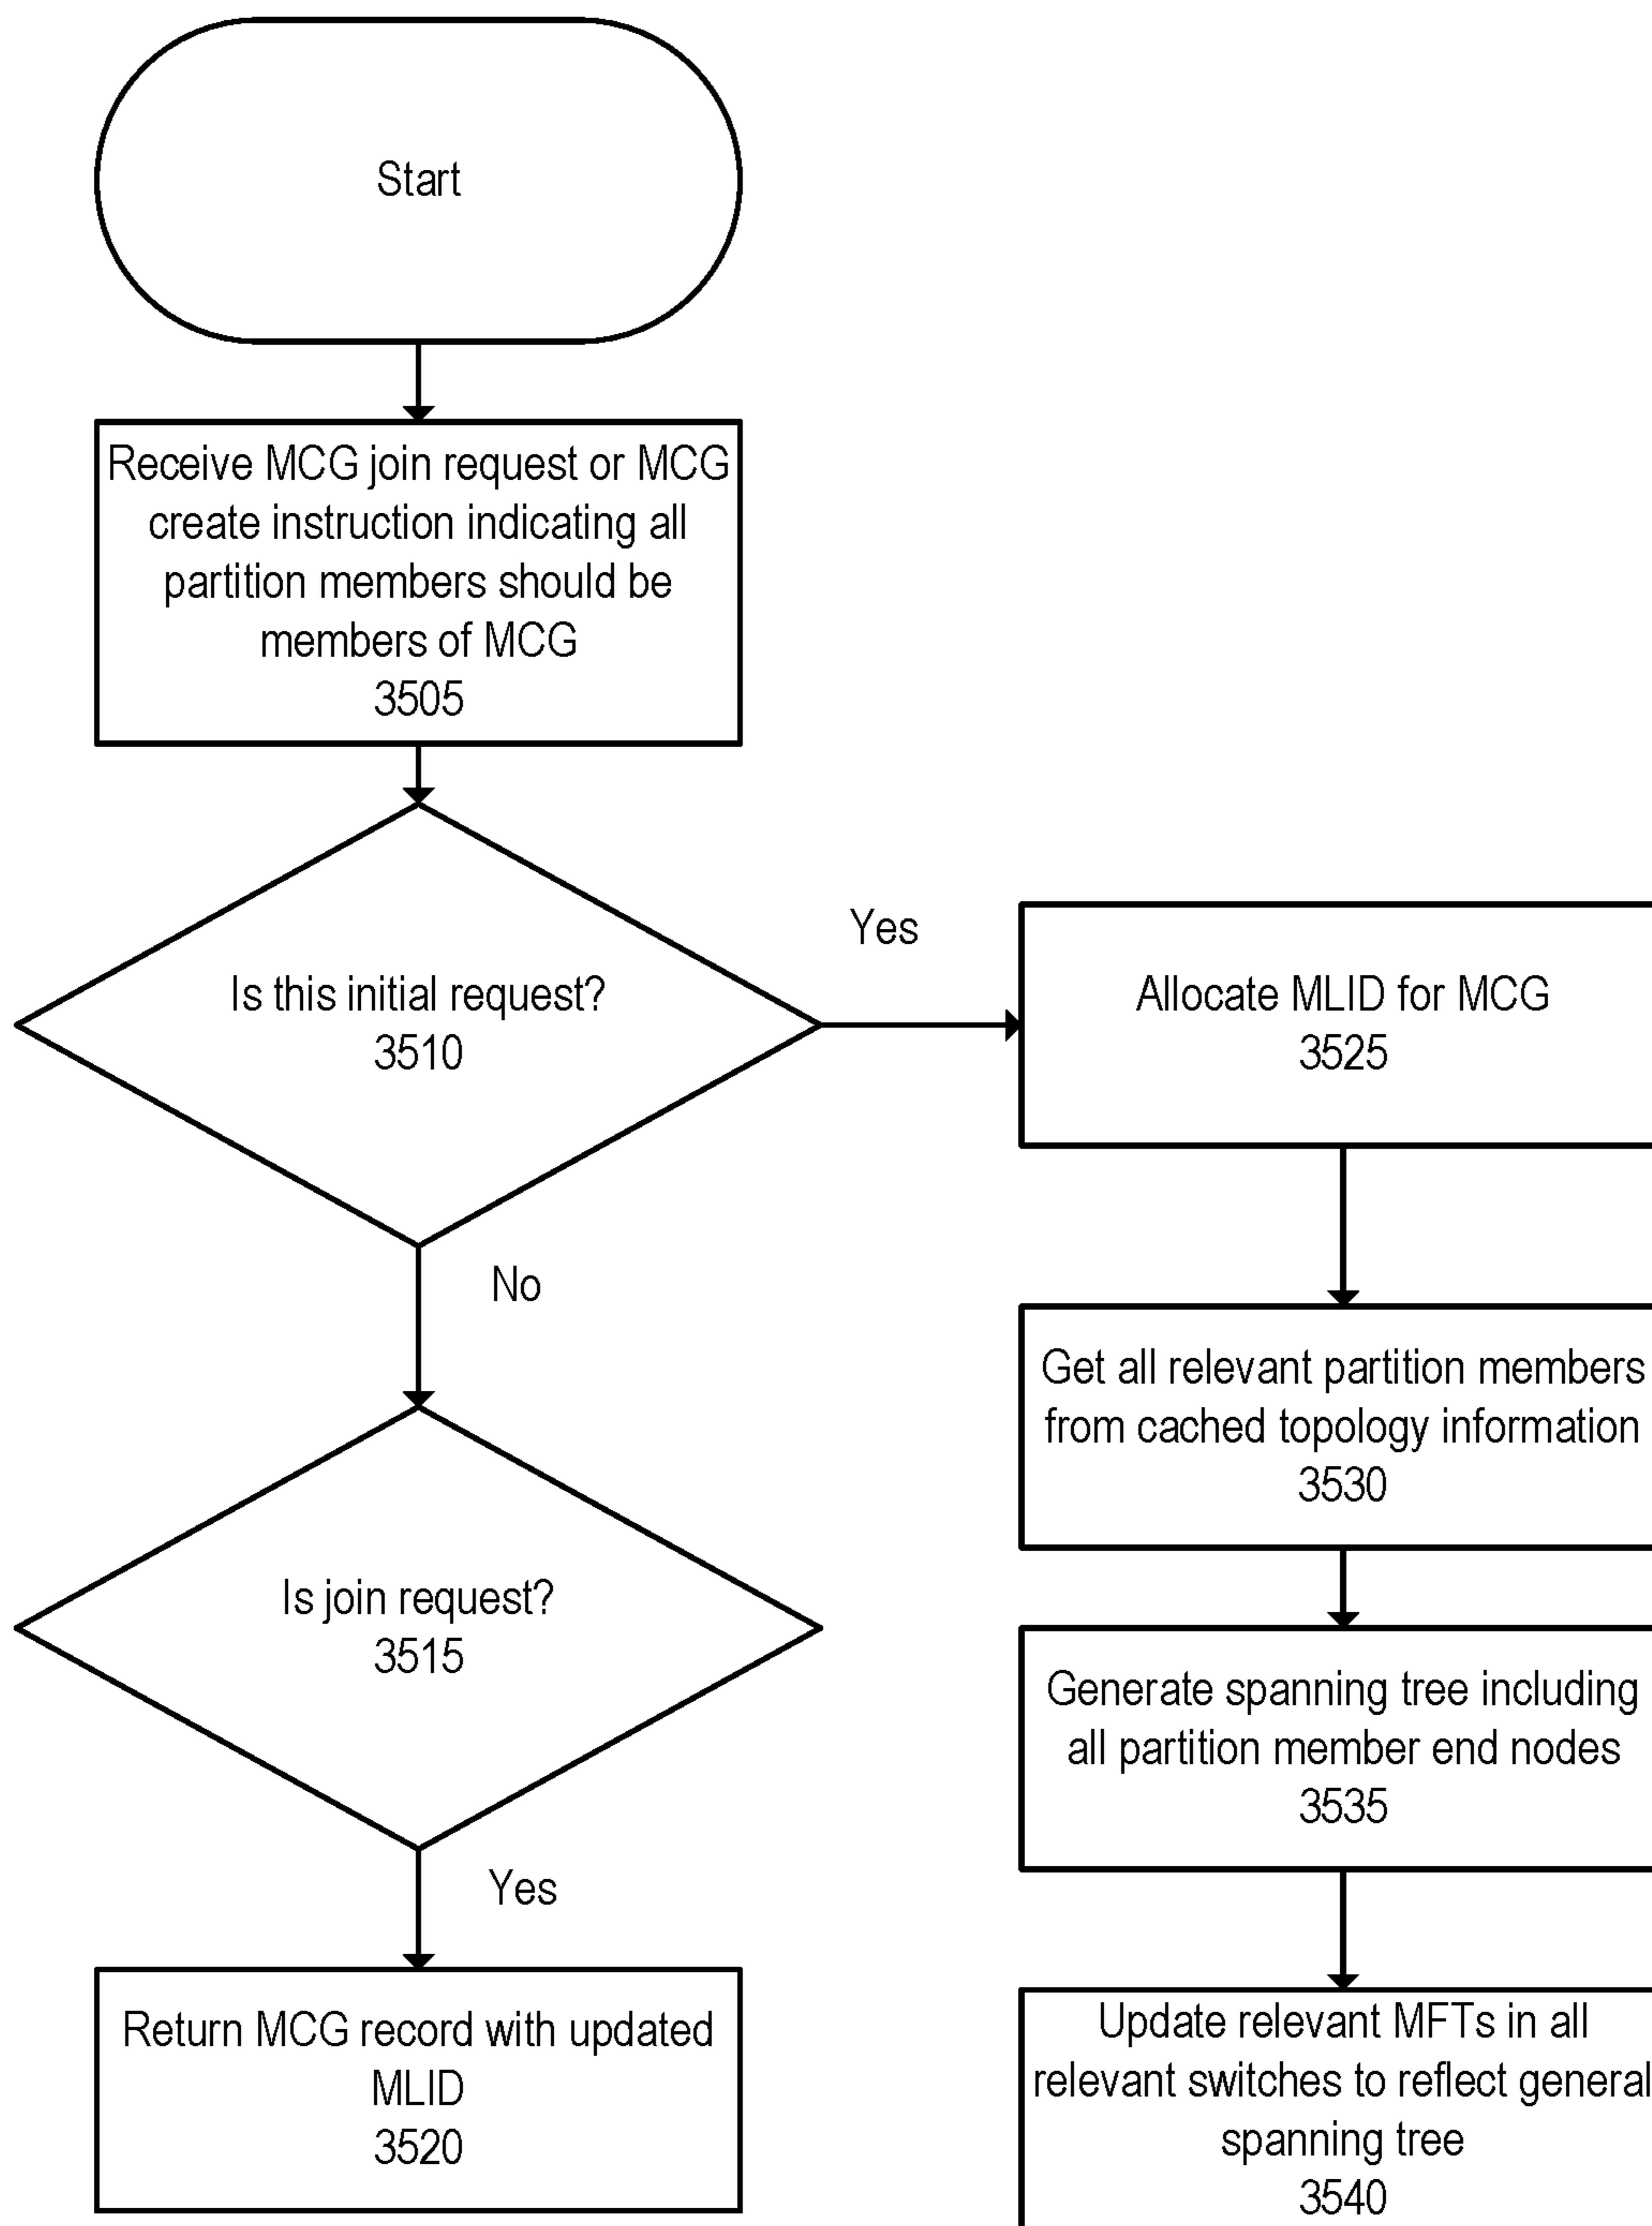 Start
Receive MCG join request or MCG
create instruction indicating all
partition members should be
members of MCG
3505
Is this initial request?
3510
Yes
Allocate MLID for MCG
3525
No
Get all relevant partition members
from cached topology information
3530
Is join request?
3515
Generate spanning tree including
all partition member end nodes
3535
Yes
Return MCG record with updated
MLID
3520
Update relevant MFTs in all
relevant switches to reflect general
spanning tree
3540